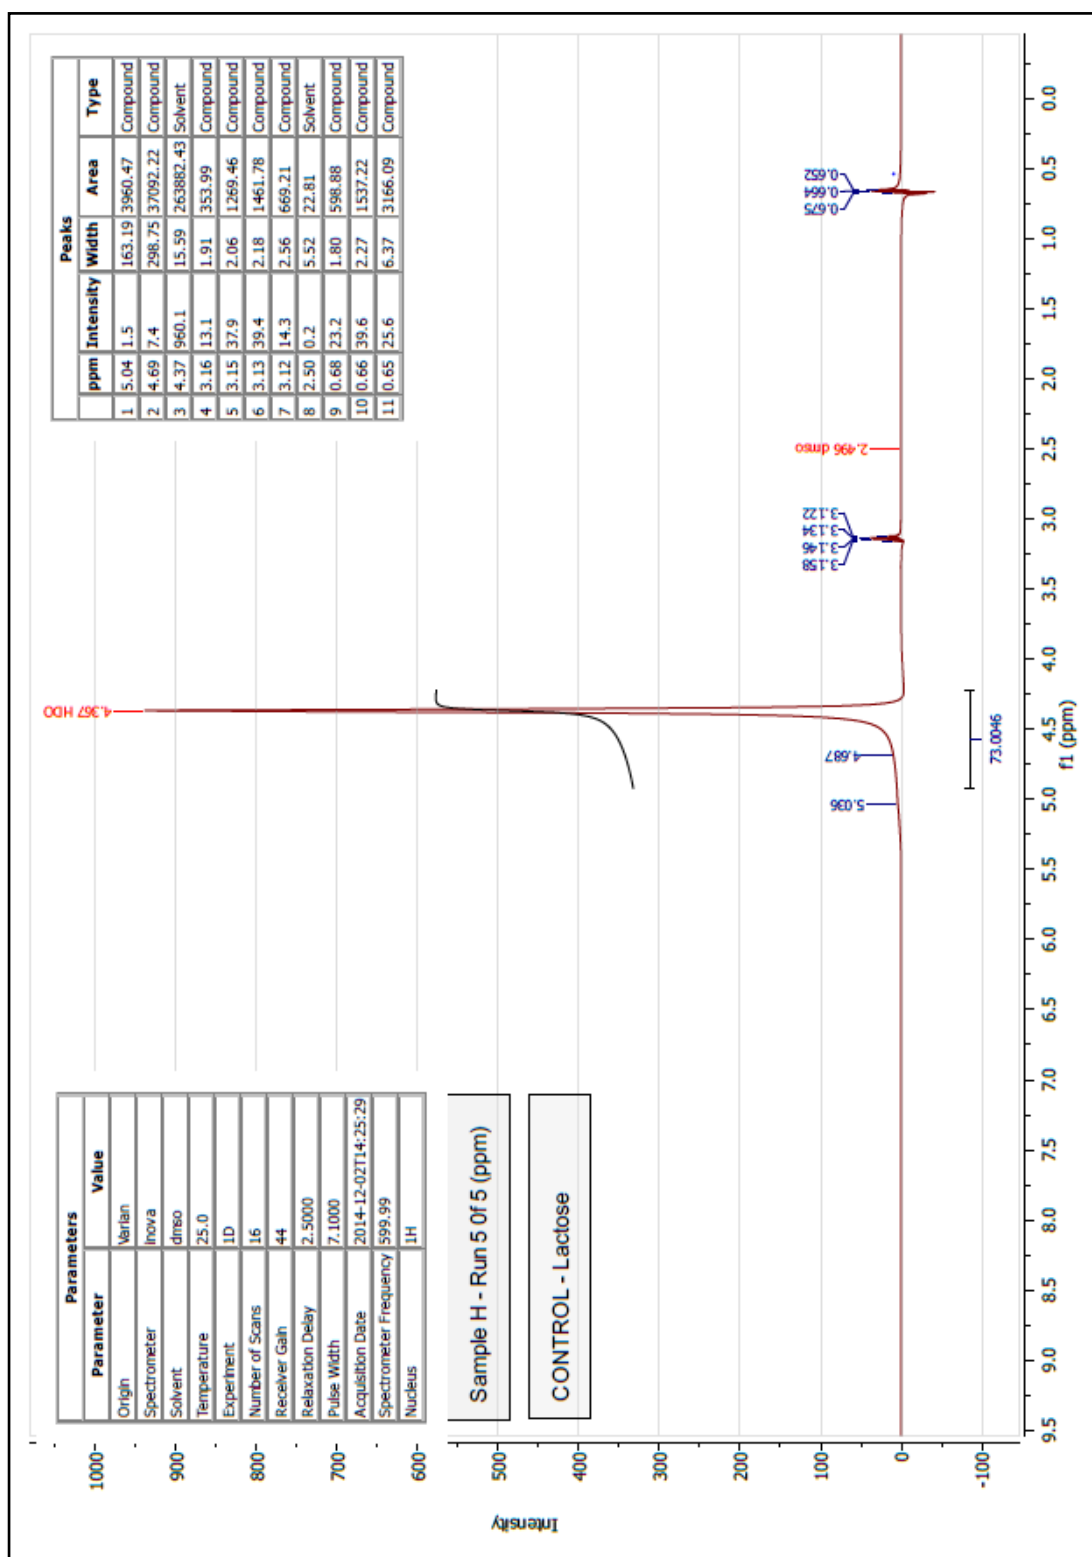 Parameters
Parameter Value
Origin Varian
Spectrometer inova
Solvent dmso
Temperature 25.0
Experiment 1D
Number of Scans 16
Receiver Gain 44
Relaxation Delay 2.5000
Pulse Width 7.1000
Acquisition Date 2014-12-02T14:25:29
Spectrometer Frequency 599.99
Nucleus 1H
Sample H - Run 5 0f 5 (ppm)
CONTROL - Lactose
Peaks
ppm Intensity Width Area Type
1 5.04 1.5 163.19 3960.47 Compound
2 4.69 7.4 298.75 37092.22 Compound
3 4.37 960.1 15.59 263882.43 Solvent
4 3.16 13.1 1.91 353.99 Compound
5 3.15 37.9 2.06 1269.46 Compound
6 3.13 39.4 2.18 1461.78 Compound
7 3.12 14.3 2.56 669.21 Compound
8 2.50 0.2 5.52 22.81 Solvent
9 0.68 23.2 1.80 598.88 Compound
10 0.66 39.6 2.27 1537.22 Compound
11 0.65 25.6 6.37 3166.09 Compound
5.036
4.687
4.367 HDO
3.158
3.146
3.134
3.122
2.496 dmso
0.675
0.664
0.652
73.0046
Intensity
1000
900
800
700
600
500
400
300
200
100
0
-100
9.5 9.0 8.5 8.0 7.5 7.0 6.5 6.0 5.5 5.0 4.5 4.0 3.5 3.0 2.5 2.0 1.5 1.0 0.5 0.0
f1 (ppm)